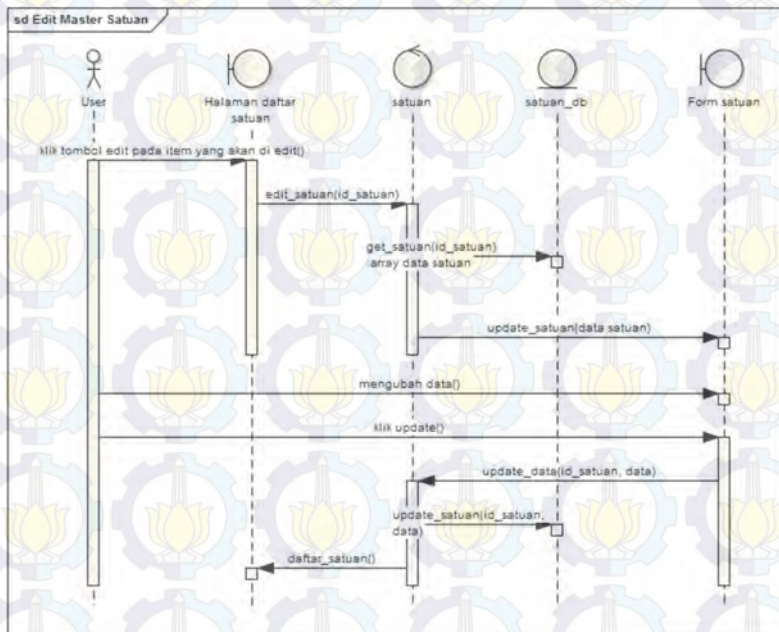 sd Edit Master Satuan
User
Halaman daftar
satuan
satuan
satuan_db
Form satuan
klik tombol edit pada item yang akan di edit()
edit_satuan(id_satuan)
get_satuan(id_satuan)
array data satuan
update_satuan(data satuan)
mengubah data()
klik update()
update_data(id_satuan, data)
update_satuan(id_satuan,
data)
daftar_satuan()